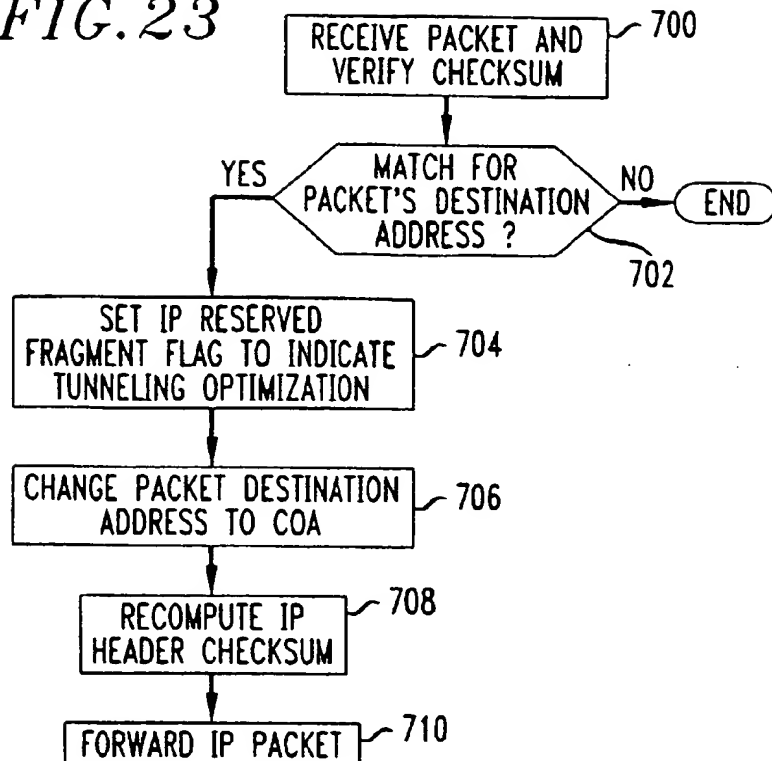 FIG. 23
RECEIVE PACKET AND
VERIFY CHECKSUM
700
MATCH FOR
PACKET'S DESTINATION
ADDRESS ?
702
YES
NO
END
SET IP RESERVED
FRAGMENT FLAG TO INDICATE
TUNNELING OPTIMIZATION
704
CHANGE PACKET DESTINATION
ADDRESS TO COA
706
RECOMPUTE IP
HEADER CHECKSUM
708
FORWARD IP PACKET
710